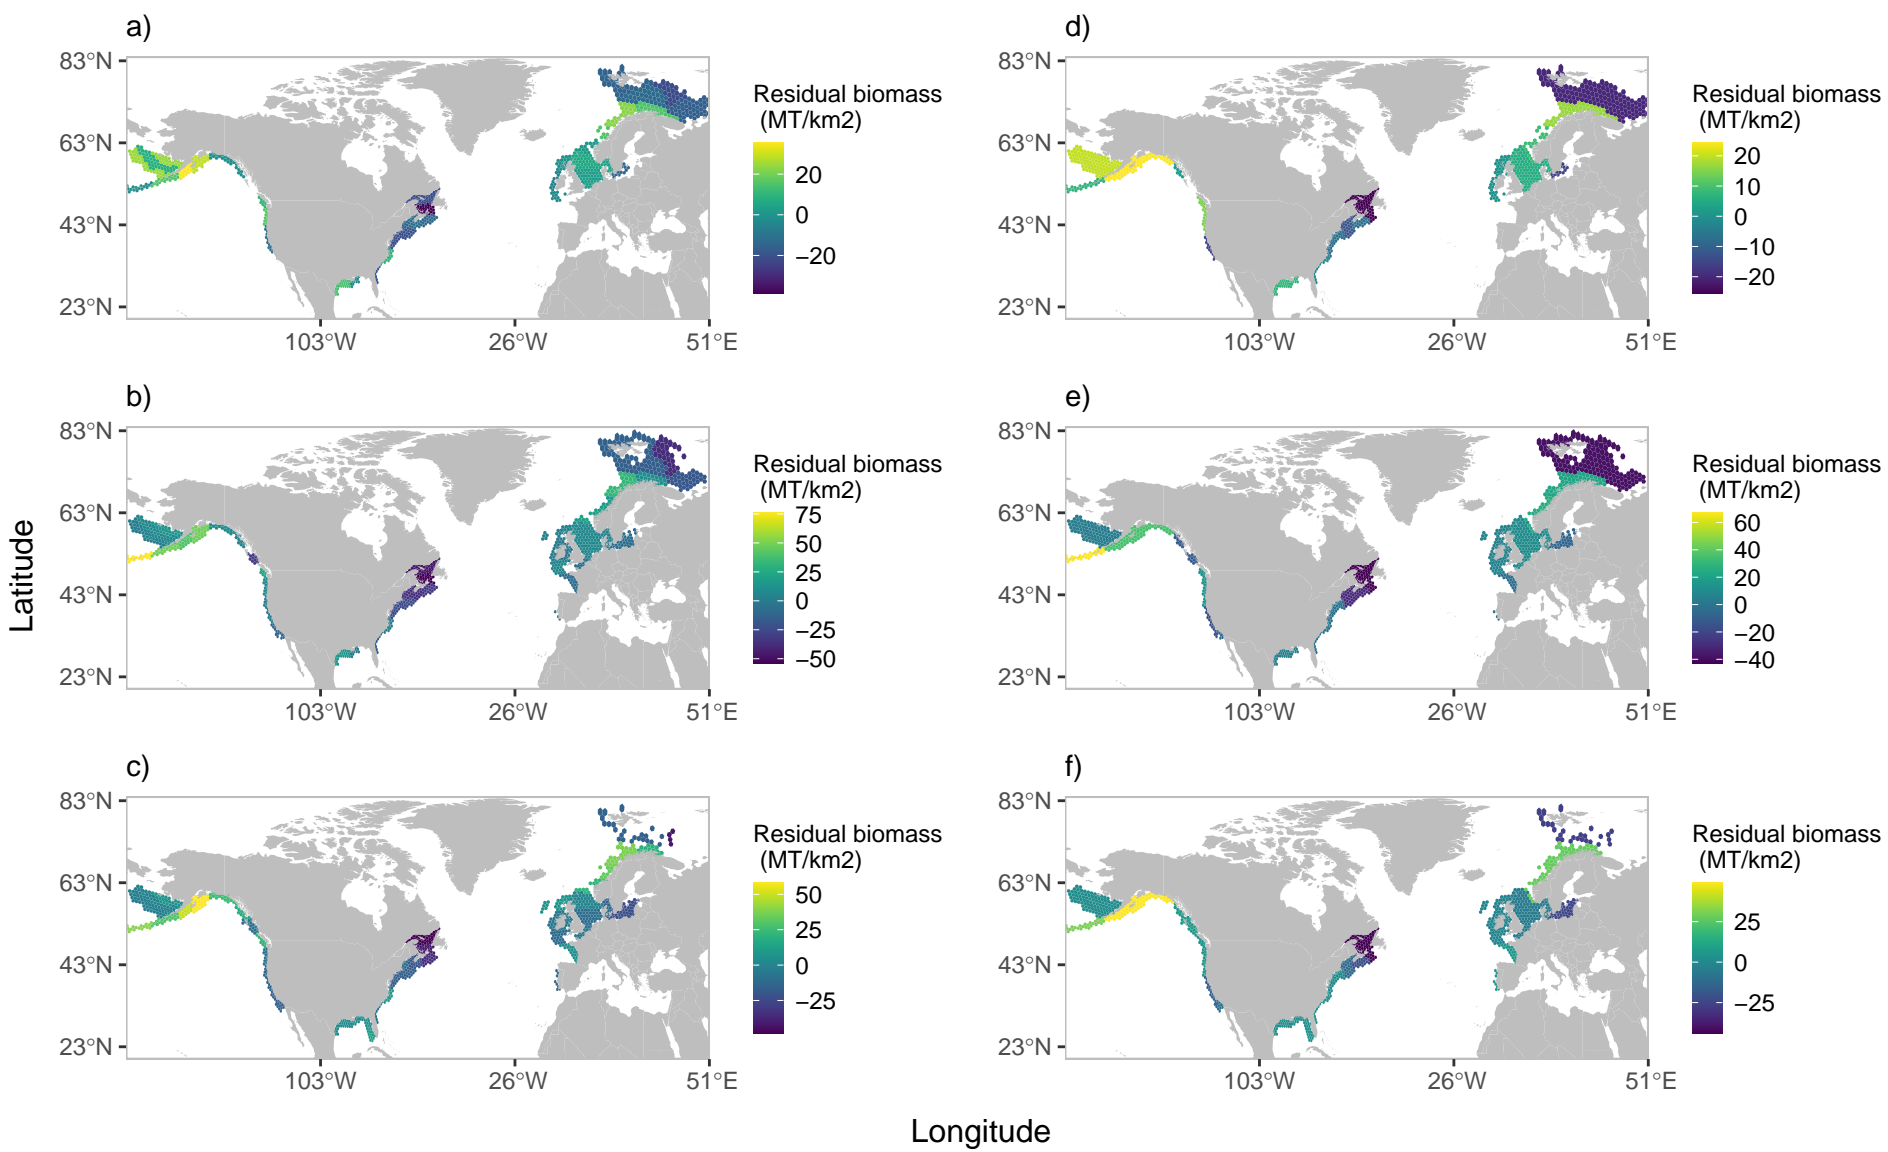 a)
83°N
63°N
43°N
23°N
103°W
26°W
51°E
Residual biomass
(MT/km2)
20
0
−20
d)
83°N
63°N
43°N
23°N
103°W
26°W
51°E
Residual biomass
(MT/km2)
20
10
0
−10
−20
b)
83°N
63°N
43°N
23°N
103°W
26°W
51°E
Residual biomass
(MT/km2)
75
50
25
0
−25
−50
e)
83°N
63°N
43°N
23°N
103°W
26°W
51°E
Residual biomass
(MT/km2)
60
40
20
0
−20
−40
c)
83°N
63°N
43°N
23°N
103°W
26°W
51°E
Residual biomass
(MT/km2)
50
25
0
−25
f)
83°N
63°N
43°N
23°N
103°W
26°W
51°E
Residual biomass
(MT/km2)
25
0
−25
Latitude
Longitude